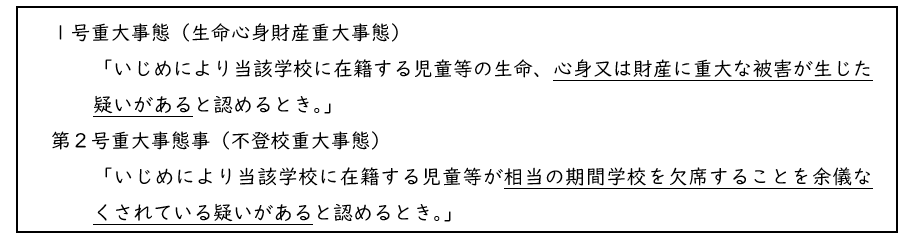 １号重大事態（生命心身財産重大事態）
「いじめにより当該学校に在籍する児童等の生命、心身又は財産に重大な被害が生じた
疑いがあると認めるとき。」
第２号重大事態事（不登校重大事態）
「いじめにより当該学校に在籍する児童等が相当の期間学校を欠席することを余儀な
くされている疑いがあると認めるとき。」